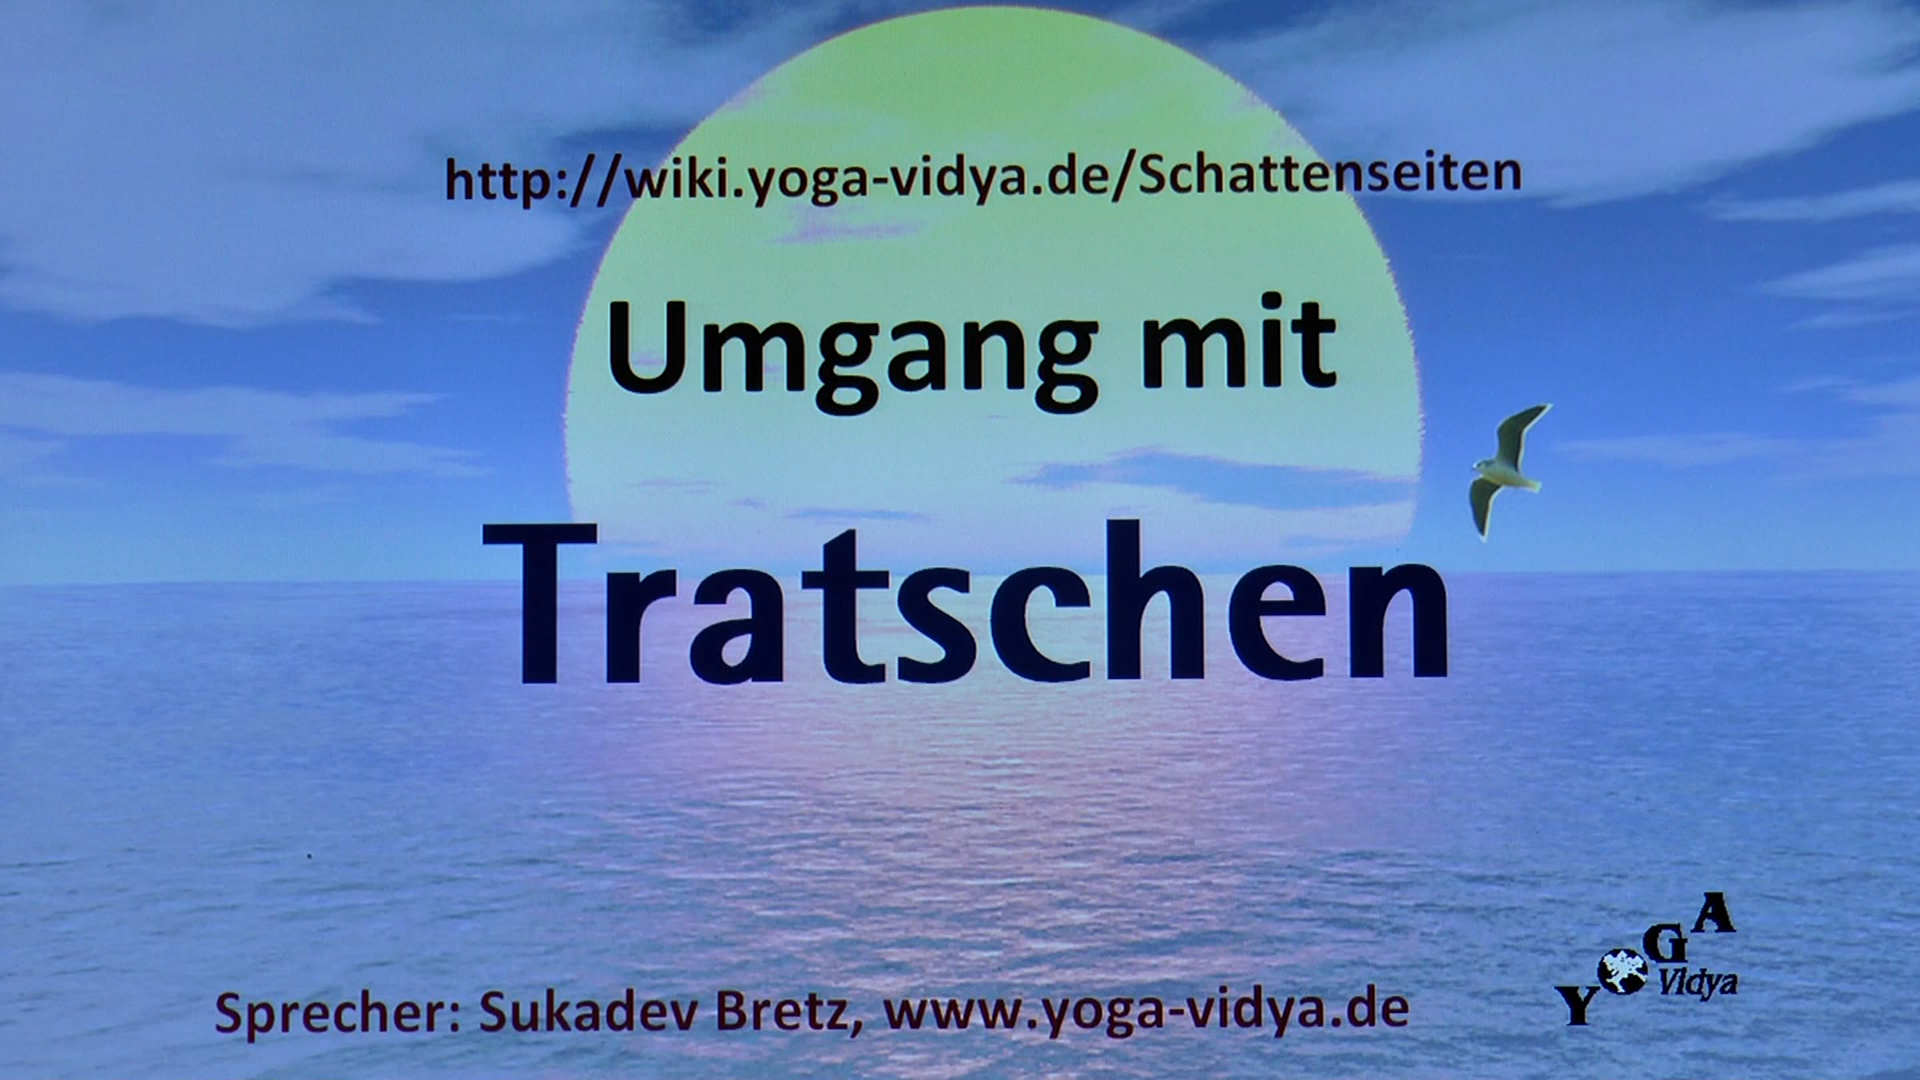 http://wiki.yoga-vidya.de/Schattenseiten
Umgang mit
Tratschen
Sprecher: Sukadev Bretz, www.yoga-vidya.de
YOGA
Vidya